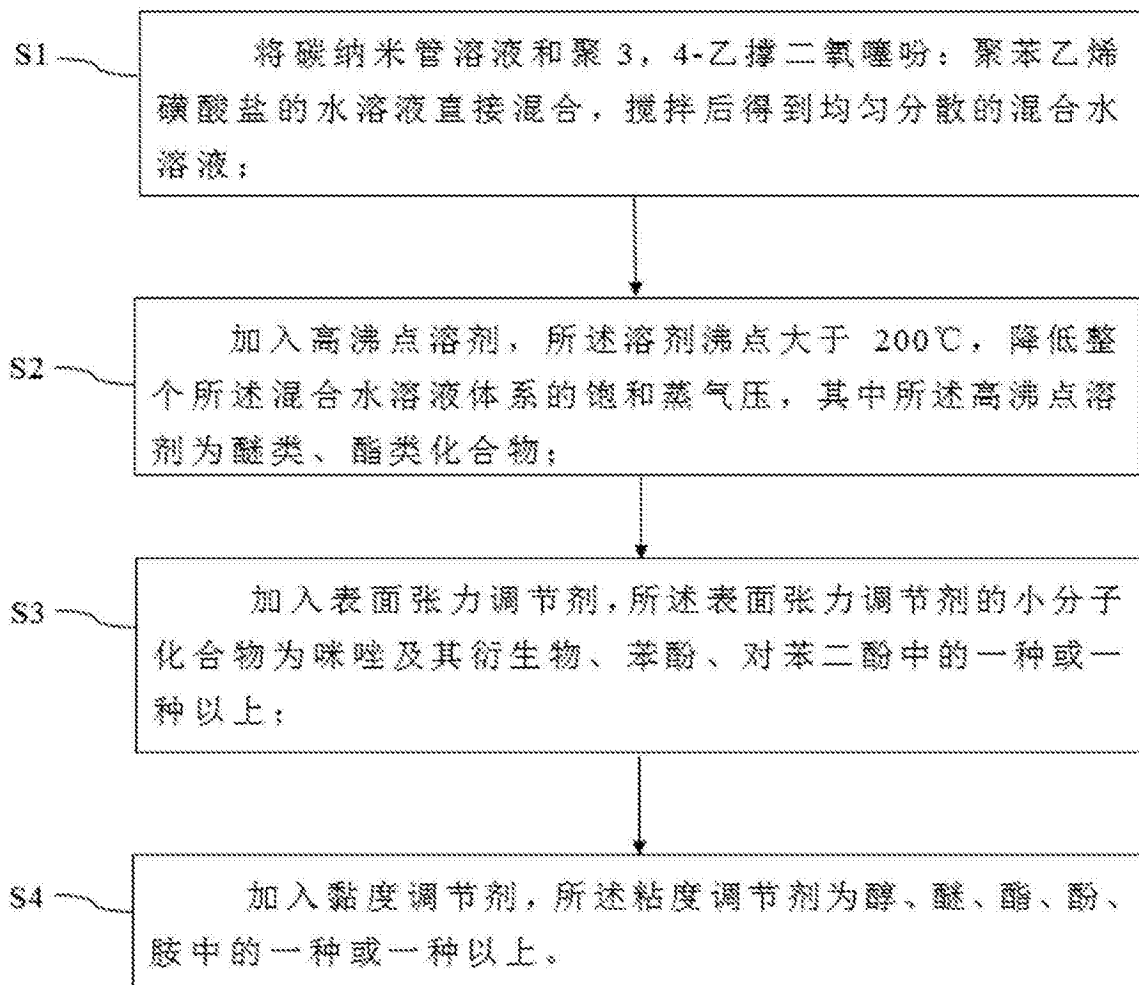 S1
将碳纳米管溶液和聚3，4-乙撑二氧噻吩：聚苯乙烯
磺酸盐的水溶液直接混合，搅拌后得到均匀分散的混合水
溶液；
S2
加入高沸点溶剂，所述溶剂沸点大于 200℃，降低整
个所述混合水溶液体系的饱和蒸气压，其中所述高沸点溶
剂为醚类、酯类化合物；
S3
加入表面张力调节剂，所述表面张力调节剂的小分子
化合物为咪唑及其衍生物、苯酚、对苯二酚中的一种或一
种以上；
S4
加入黏度调节剂，所述粘度调节剂为醇、醚、酯、酚、
胺中的一种或一种以上。